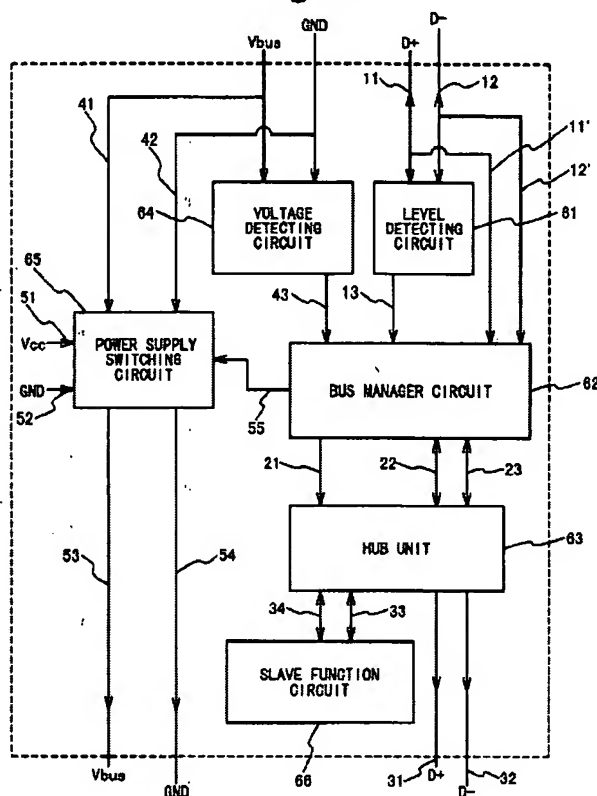 GND
D-
Vbus
D+
11
12
41
11'
42
12'
64
VOLTAGE
DETECTING
CIRCUIT
LEVEL
DETECTING
CIRCUIT
61
65
51
43
13
Vcc
POWER SUPPLY
SWITCHING
CIRCUIT
GND
52
55
BUS MANAGER CIRCUIT
62
21
22
23
53
54
HUB UNIT
63
34
33
SLAVE FUNCTION
CIRCUIT
66
Vbus
GND
31
D+
D-
32